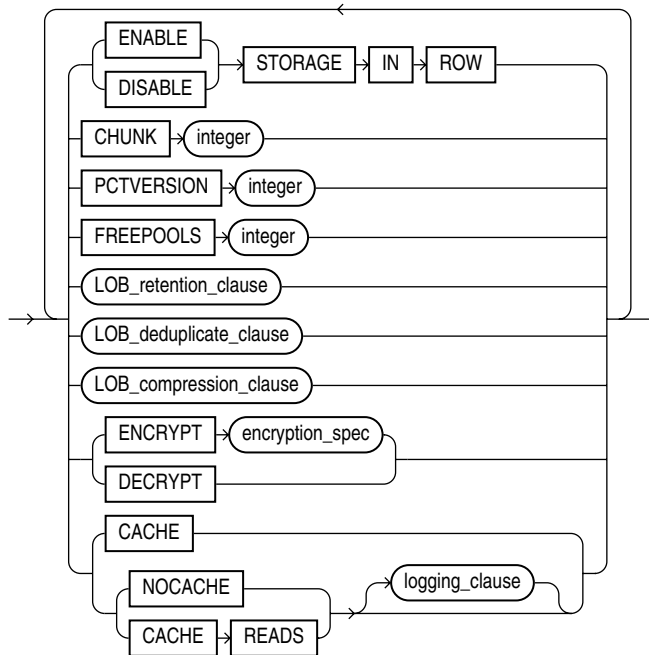 ENABLE
DISABLE
STORAGE IN ROW
CHUNK integer
PCTVERSION integer
FREEPOOLS integer
LOB_retention_clause
LOB_deduplicate_clause
LOB_compression_clause
ENCRYPT encryption_spec
DECRYPT
CACHE
NOCACHE
CACHE READS
logging_clause